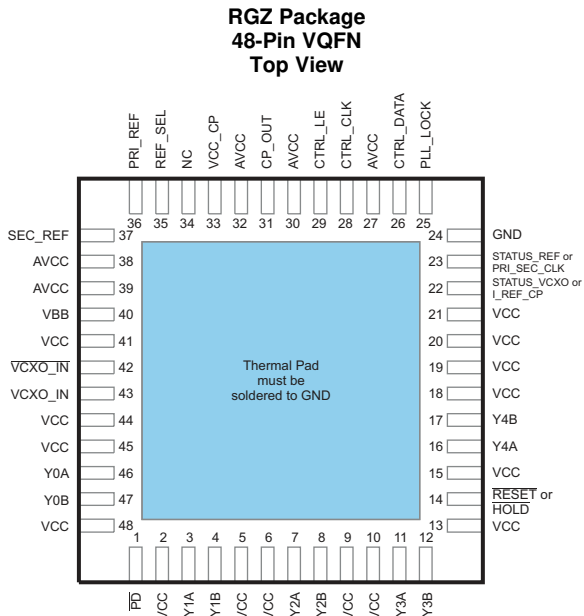 RGZ Package
48-Pin VQFN
Top View
PRI_REF
REF_SEL
NC
VCC_CP
AVCC
CP_OUT
AVCC
CTRL_LE
CTRL_CLK
AVCC
CTRL_DATA
PLL_LOCK
36 35 34 33 32 31 30 29 28 27 26 25
SEC_REF 37
AVCC 38
AVCC 39
VBB 40
VCC 41
VCXO_IN 42
VCXO_IN 43
VCC 44
VCC 45
Y0A 46
Y0B 47
VCC 48
Thermal Pad
must be
soldered to GND
24 GND
23 STATUS_REF or
PRI_SEC_CLK
22 STATUS_VCXO or
I_REF_CP
21 VCC
20 VCC
19 VCC
18 VCC
17 Y4B
16 Y4A
15 VCC
14 RESET or
HOLD
13 VCC
1 2 3 4 5 6 7 8 9 10 11 12
PD
VCC
Y1A
Y1B
VCC
VCC
Y2A
Y2B
VCC
VCC
Y3A
Y3B